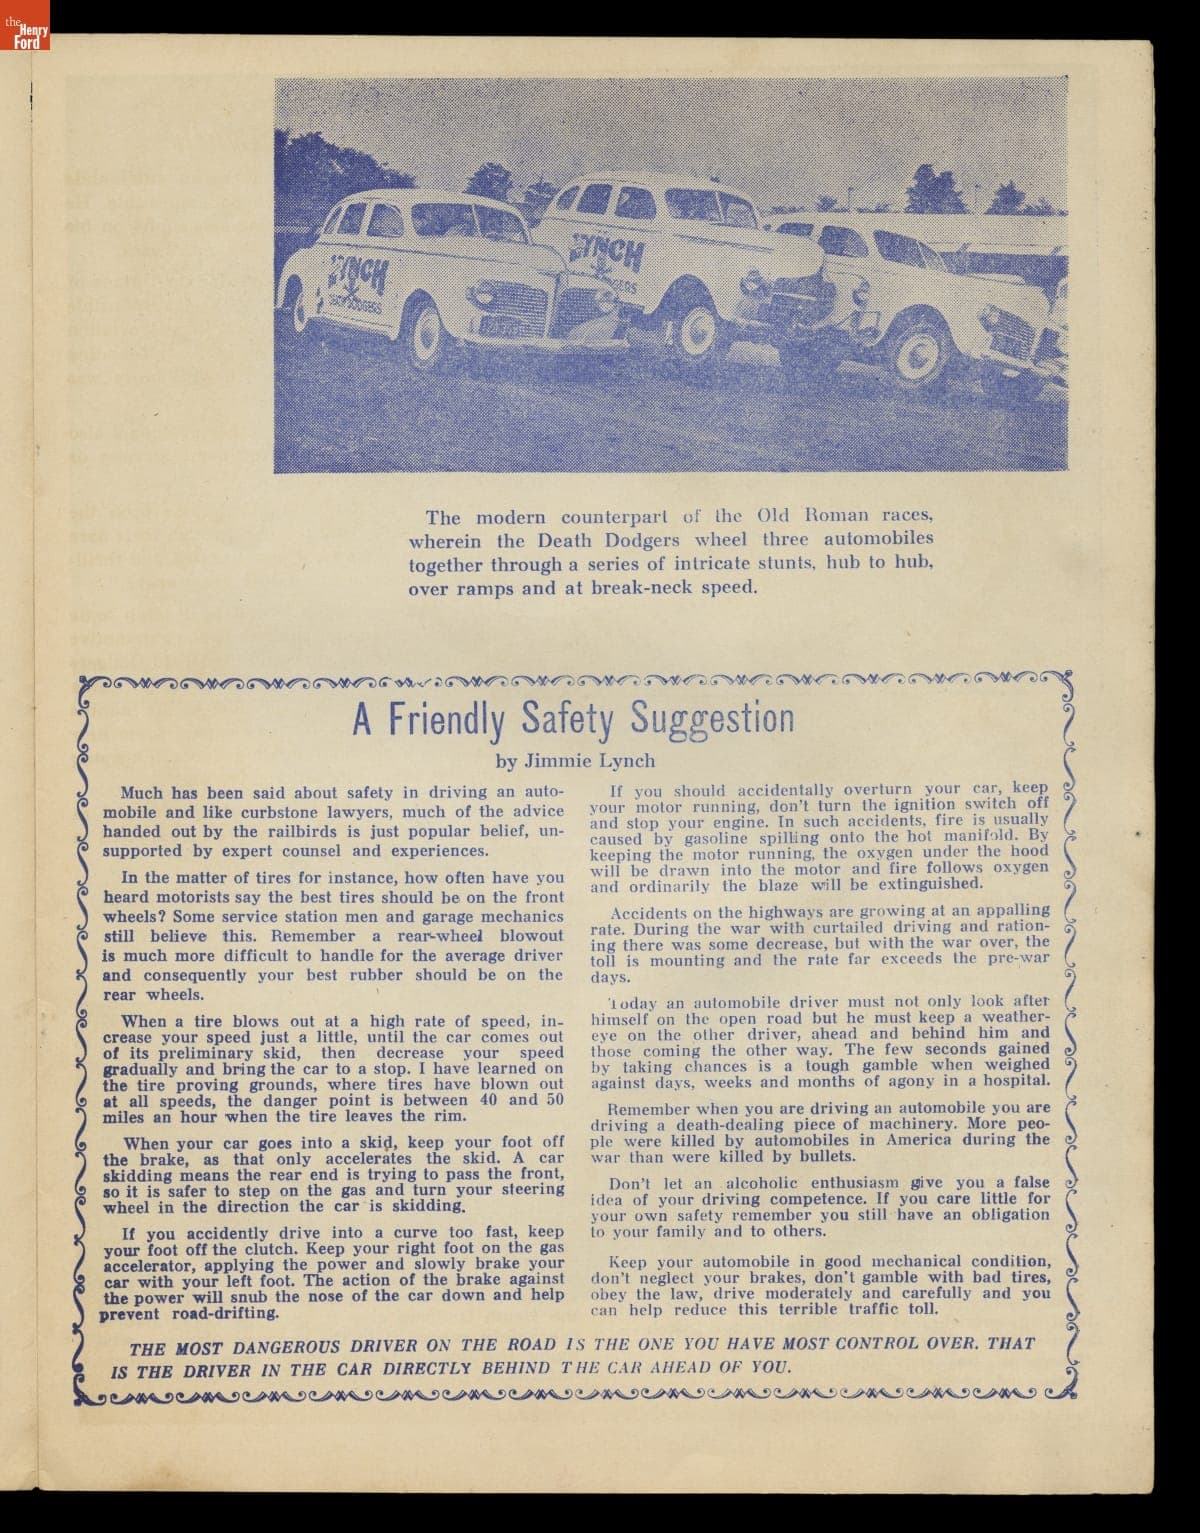 the
Henry
Ford
LYNCH
DEATH DODGERS
LYNCH
The modern counterpart of the Old Roman races,
wherein the Death Dodgers wheel three automobiles
together through a series of intricate stunts, hub to hub,
over ramps and at break-neck speed.
A Friendly Safety Suggestion
by Jimmie Lynch
Much has been said about safety in driving an auto-
mobile and like curbstone lawyers, much of the advice
handed out by the railbirds is just popular belief, un-
supported by expert counsel and experiences.
In the matter of tires for instance, how often have you
heard motorists say the best tires should be on the front
wheels? Some service station men and garage mechanics
still believe this. Remember a rear-wheel blowout
is much more difficult to handle for the average driver
and consequently your best rubber should be on the
rear wheels.
When a tire blows out at a high rate of speed, in-
crease your speed just a little, until the car comes out
of its preliminary skid, then decrease your speed
gradually and bring the car to a stop. I have learned on
the tire proving grounds, where tires have blown out
at all speeds, the danger point is between 40 and 50
miles an hour when the tire leaves the rim.
When your car goes into a skid, keep your foot off
the brake, as that only accelerates the skid. A car
skidding means the rear end is trying to pass the front,
so it is safer to step on the gas and turn your steering
wheel in the direction the car is skidding.
If you accidently drive into a curve too fast, keep
your foot off the clutch. Keep your right foot on the gas
accelerator, applying the power and slowly brake your
car with your left foot. The action of the brake against
the power will snub the nose of the car down and help
prevent road-drifting.
If you should accidentally overturn your car, keep
your motor running, don't turn the ignition switch off
and stop your engine. In such accidents, fire is usually
caused by gasoline spilling onto the hot manifold. By
keeping the motor running, the oxygen under the hood
will be drawn into the motor and fire follows oxygen
and ordinarily the blaze will be extinguished.
Accidents on the highways are growing at an appalling
rate. During the war with curtailed driving and ration-
ing there was some decrease, but with the war over, the
toll is mounting and the rate far exceeds the pre-war
days.
Today an automobile driver must not only look after
himself on the open road but he must keep a weather-
eye on the other driver, ahead and behind him and
those coming the other way. The few seconds gained
by taking chances is a tough gamble when weighed
against days, weeks and months of agony in a hospital.
Remember when you are driving an automobile you are
driving a death-dealing piece of machinery. More peo-
ple were killed by automobiles in America during the
war than were killed by bullets.
Don't let an alcoholic enthusiasm give you a false
idea of your driving competence. If you care little for
your own safety remember you still have an obligation
to your family and to others.
Keep your automobile in good mechanical condition,
don't neglect your brakes, don't gamble with bad tires,
obey the law, drive moderately and carefully and you
can help reduce this terrible traffic toll.
THE MOST DANGEROUS DRIVER ON THE ROAD IS THE ONE YOU HAVE MOST CONTROL OVER. THAT
IS THE DRIVER IN THE CAR DIRECTLY BEHIND THE CAR AHEAD OF YOU.